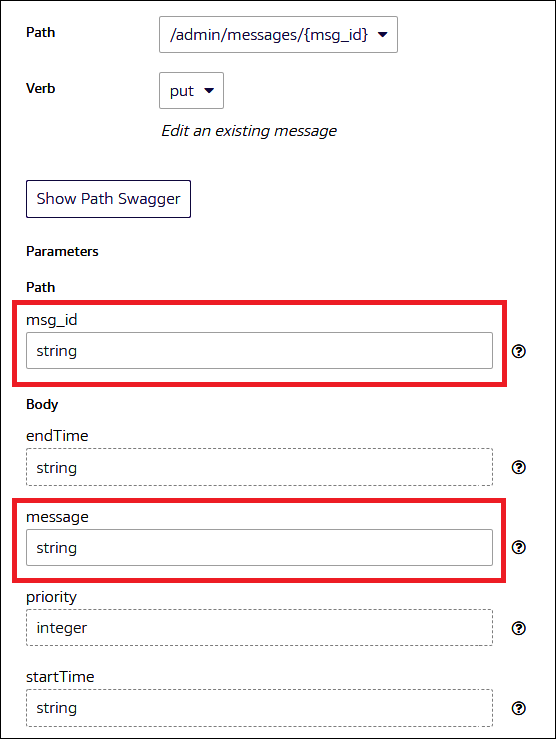 Path
/admin/messages/{msg_id}
Verb
put
Edit an existing message
Show Path Swagger
Parameters
Path
msg_id
string
Body
endTime
string
message
string
priority
integer
startTime
string